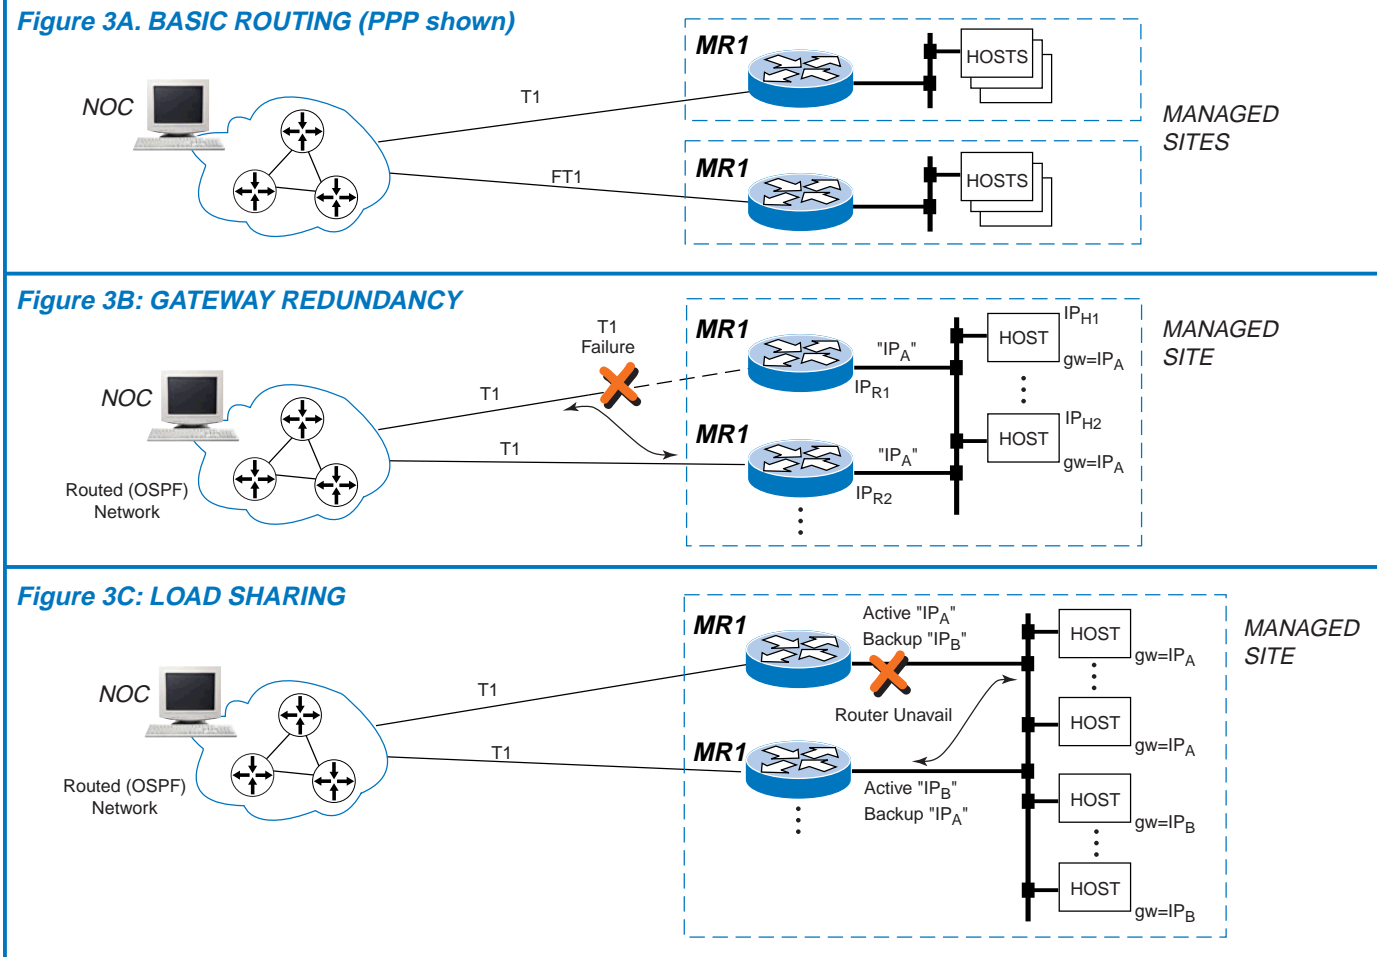 Figure 3A. BASIC ROUTING (PPP shown)
NOC
T1
FT1
MR1
HOSTS
MR1
HOSTS
MANAGED
SITES
Figure 3B: GATEWAY REDUNDANCY
NOC
Routed (OSPF)
Network
T1
Failure
T1
T1
MR1
"IPA"
IPR1
MR1
"IPA"
IPR2
HOST
IPH1
gw=IPA
HOST
IPH2
gw=IPA
MANAGED
SITE
Figure 3C: LOAD SHARING
NOC
Routed (OSPF)
Network
T1
T1
MR1
Active "IPA"
Backup "IPB"
Router Unavail
MR1
Active "IPB"
Backup "IPA"
HOST
gw=IPA
HOST
gw=IPA
HOST
gw=IPB
HOST
gw=IPB
MANAGED
SITE